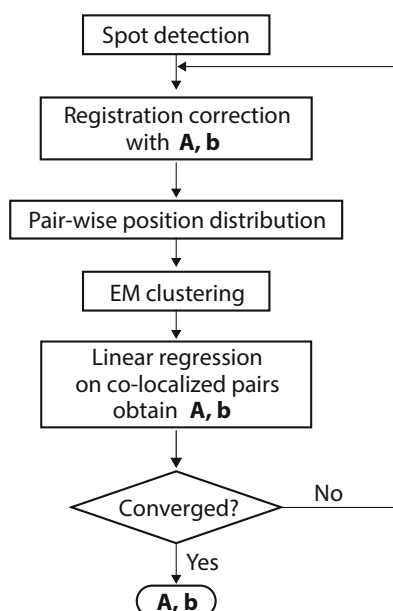 Spot detection
Registration correction
with A, b
Pair-wise position distribution
EM clustering
Linear regression
on co-localized pairs
obtain A, b
Converged?
No
Yes
A, b